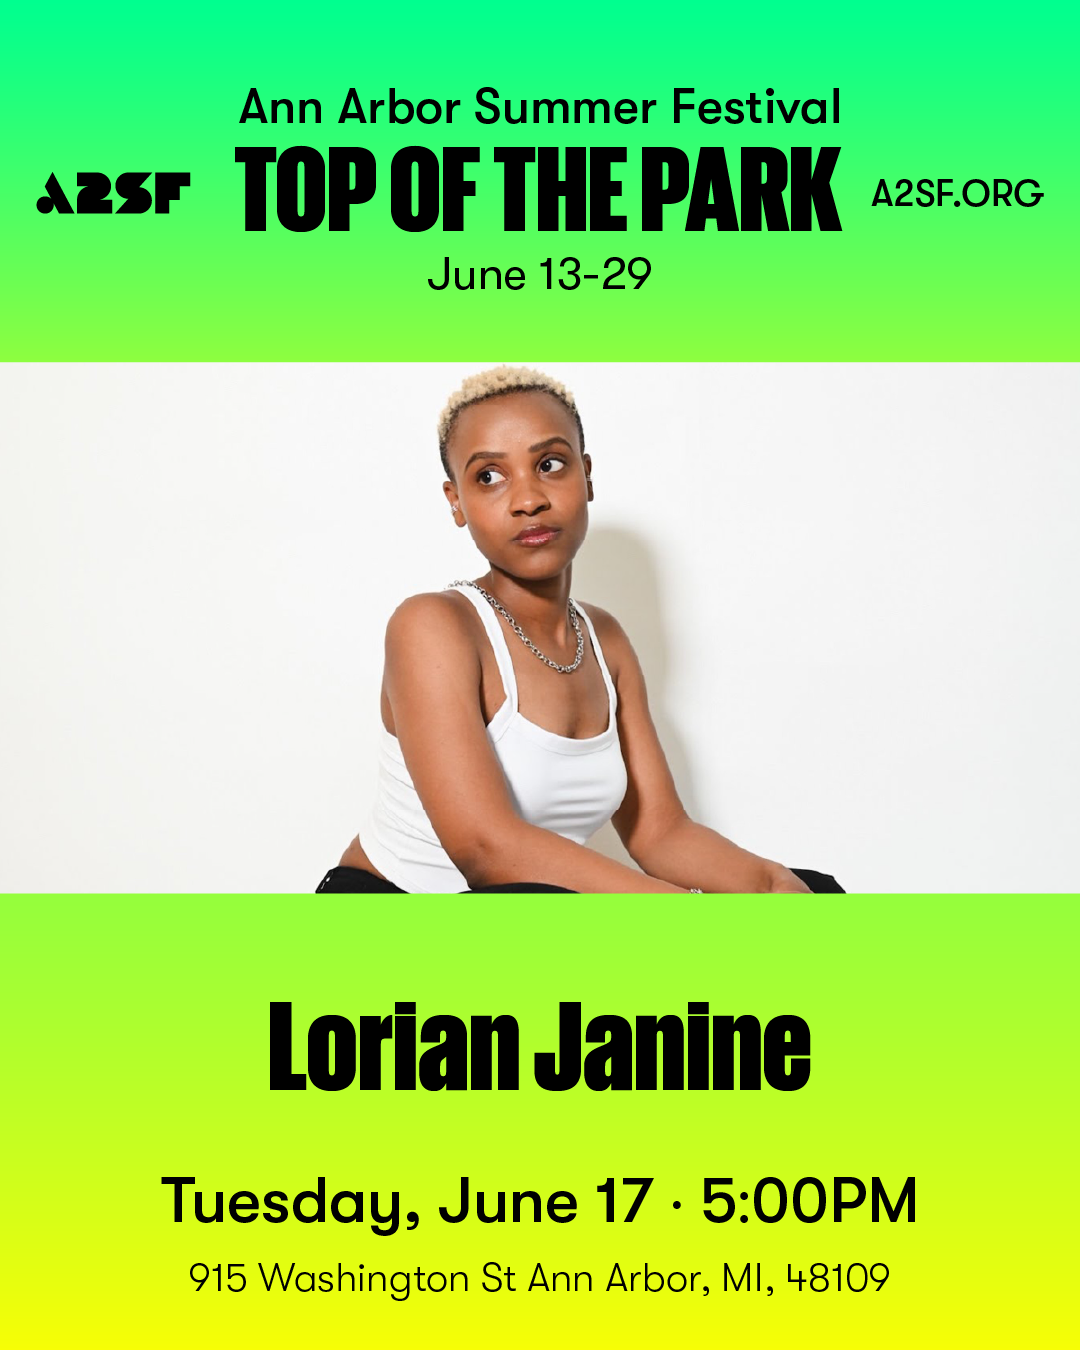 Ann Arbor Summer Festival
A2SF TOP OF THE PARK A2SF.ORG
June 13-29
Lorian Janine
Tuesday, June 17 · 5:00PM
915 Washington St Ann Arbor, MI, 48109